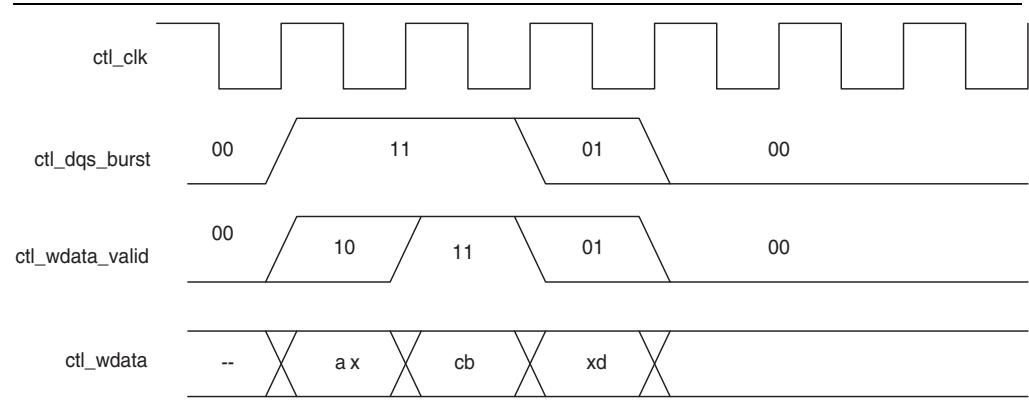 ctl_clk
ctl_dqs_burst 00 11 01 00
ctl_wdata_valid 00 10 11 01 00
ctl_wdata -- a x cb xd